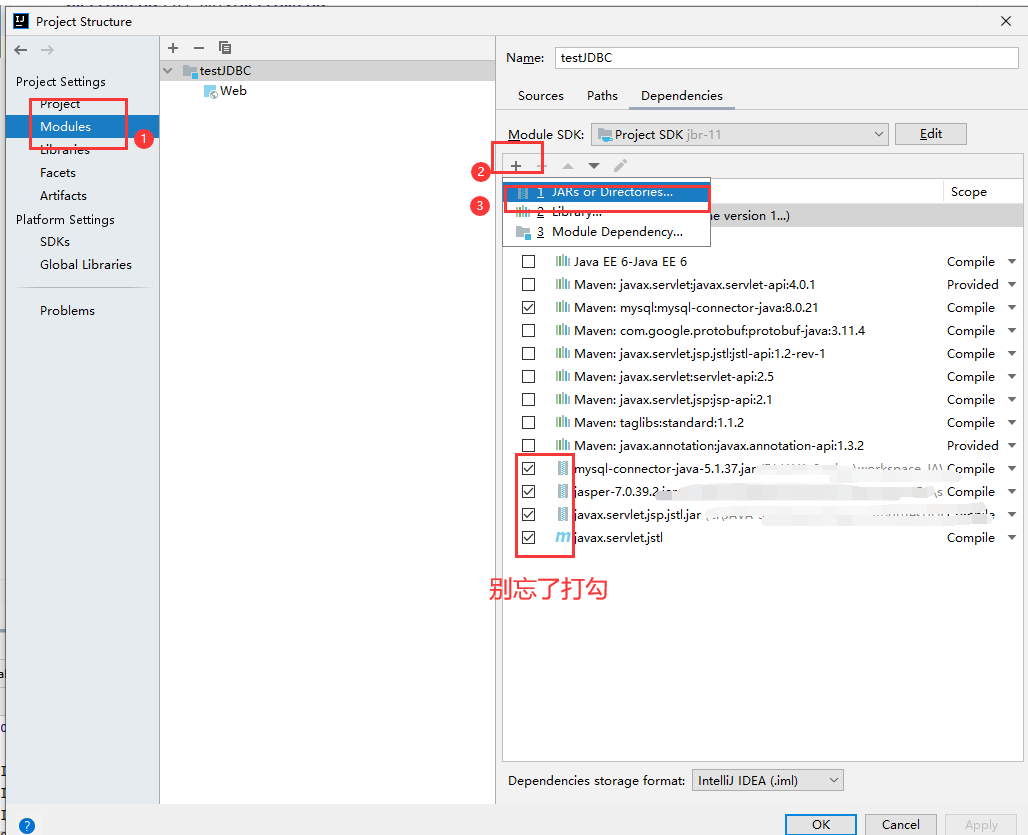 Project Structure
Project Settings
Project
Modules
Libraries
Facets
Artifacts
Platform Settings
SDKs
Global Libraries
Problems
1
testJDBC
Web
Name: testJDBC
Sources Paths Dependencies
Module SDK: Project SDK jbr-11 Edit
2
3
1 JARs or Directories...
2 Library...
3 Module Dependency...
Scope
version 1...)
Java EE 6-Java EE 6 Compile
Maven: javax.servlet:javax.servlet-api:4.0.1 Provided
Maven: mysql:mysql-connector-java:8.0.21 Compile
Maven: com.google.protobuf:protobuf-java:3.11.4 Compile
Maven: javax.servlet.jsp.jstl:jstl-api:1.2-rev-1 Compile
Maven: javax.servlet:servlet-api:2.5 Compile
Maven: javax.servlet.jsp:jsp-api:2.1 Compile
Maven: taglibs:standard:1.1.2 Compile
Maven: javax.annotation:javax.annotation-api:1.3.2 Provided
mysql-connector-java-5.1.37.jar Compile
jasper-7.0.39.2.jar Compile
javax.servlet.jsp.jstl.jar
javax.servlet.jstl Compile
别忘了打勾
Dependencies storage format: IntelliJ IDEA (.iml)
? OK Cancel Apply